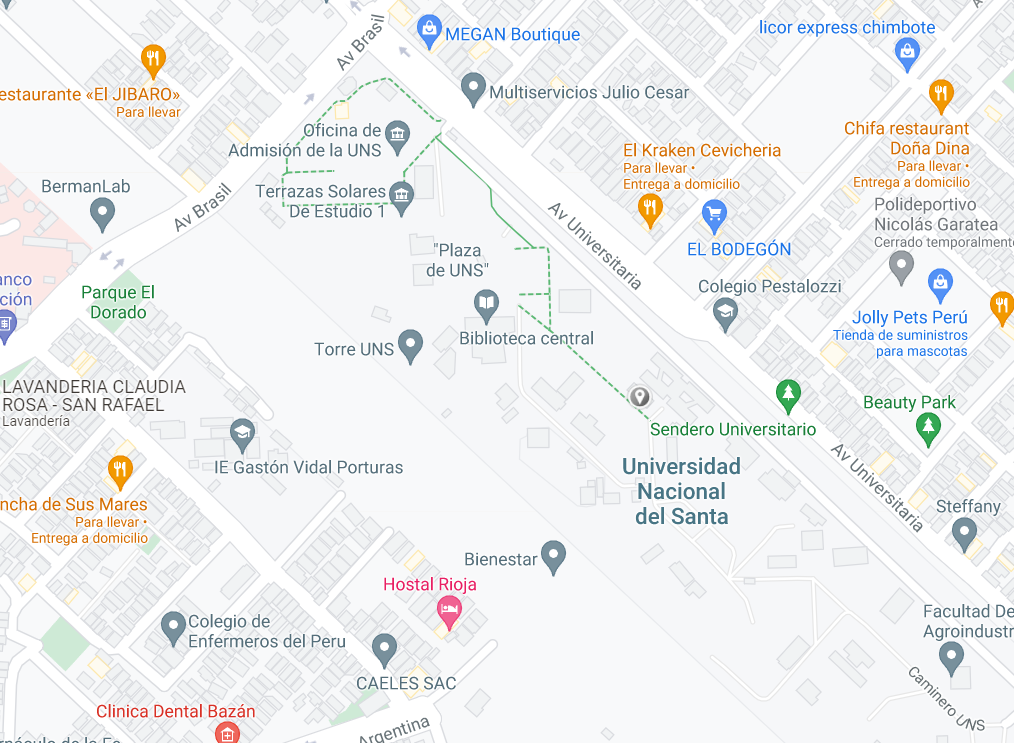 Av Brasil
MEGAN Boutique
licor express chimbote
estaurante «El JIBARO»
Para llevar
Multiservicios Julio Cesar
Oficina de
Admisión de la UNS
Chifa restaurant
Doña Dina
Para llevar •
Entrega a domicilio
El Kraken Cevicheria
Para llevar •
Entrega a domicilio
BermanLab
Av Brasil
Terrazas Solares
De Estudio 1
Polideportivo
Nicolás Garatea
Cerrado temporalmente
Av Universitaria
EL BODEGÓN
"Plaza
de UNS"
anco
ción
Parque El
Dorado
Colegio Pestalozzi
Jolly Pets Perú
Tienda de suministros
para mascotas
Biblioteca central
Torre UNS
LAVANDERIA CLAUDIA
ROSA - SAN RAFAEL
Lavandería
Beauty Park
Sendero Universitario
IE Gastón Vidal Porturas
Universidad
Nacional
del Santa
Av Universitaria
ncha de Sus Mares
Para llevar •
Entrega a domicilio
Steffany
Bienestar
Hostal Rioja
Colegio de
Enfermeros del Peru
Facultad De
Agroindustr
CAELES SAC
Caminero UNS
Clinica Dental Bazán
Argentina